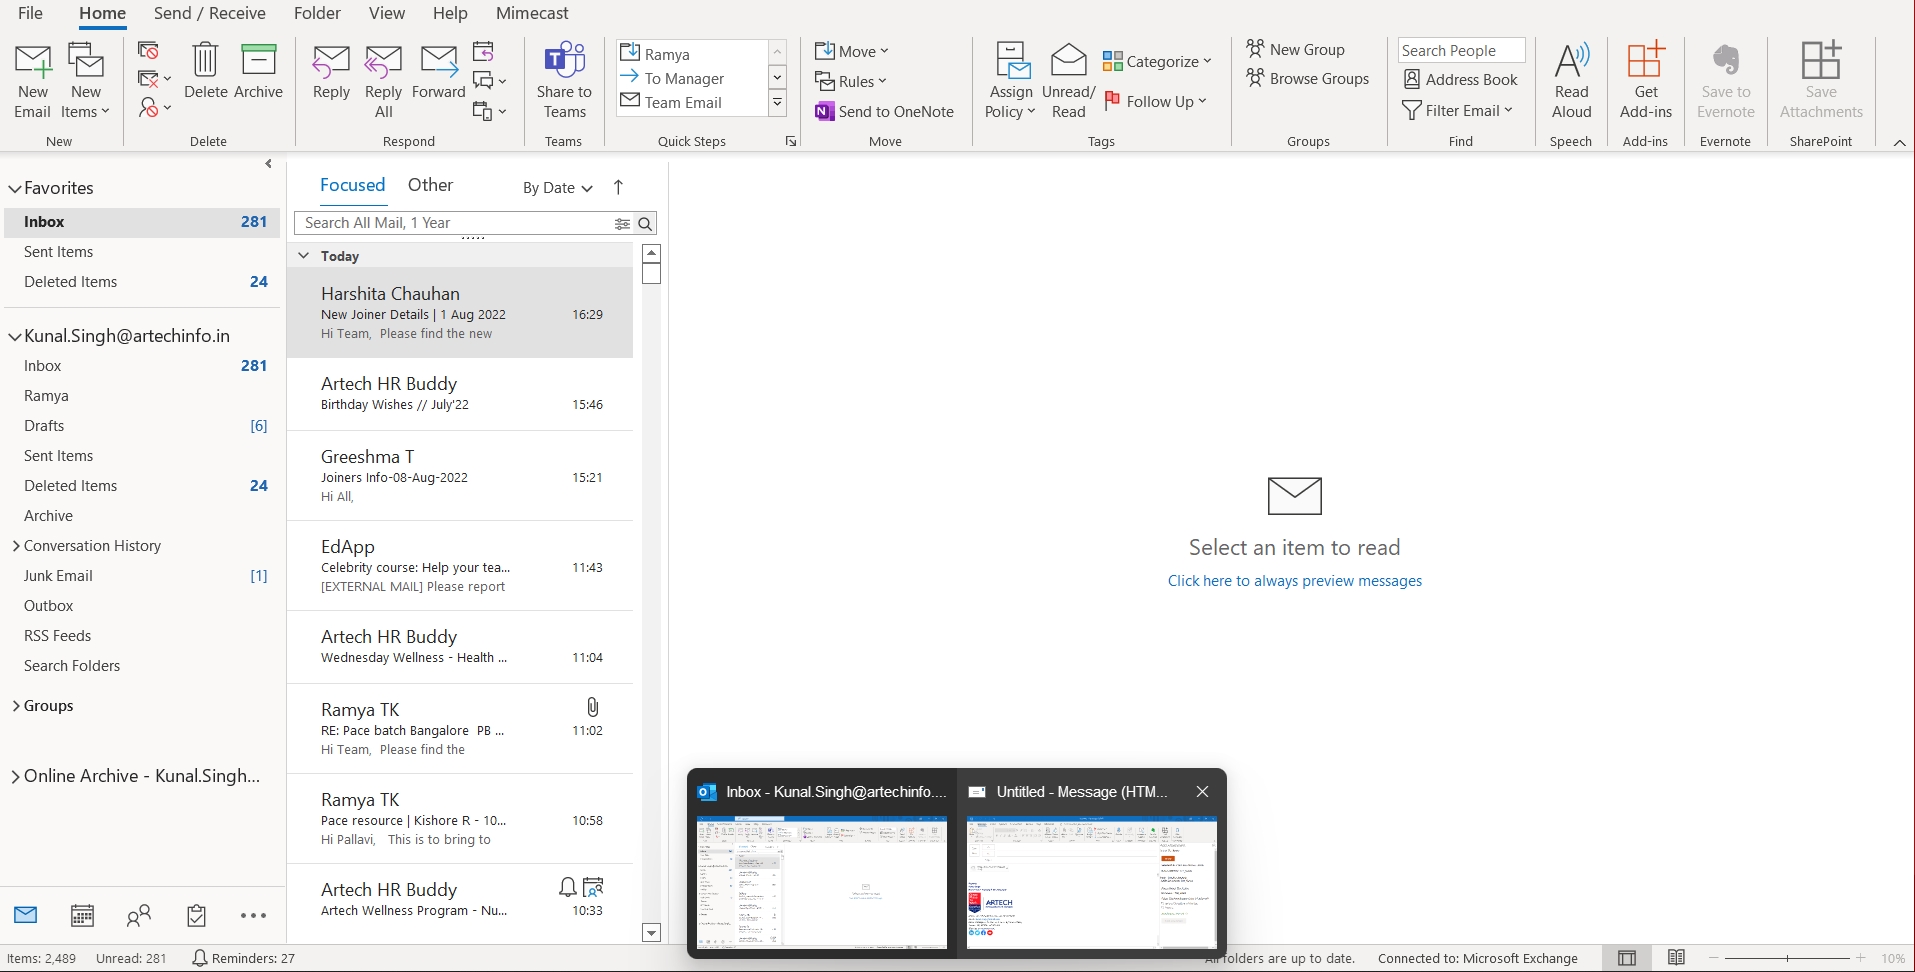 File Home Send / Receive Folder View Help Mimecast
New Email
New Items
Delete
Archive
Reply
Reply All
Forward
Share to Teams
Ramya
To Manager
Team Email
Move
Rules
Send to OneNote
Assign Policy
Unread/ Read
Categorize
Follow Up
New Group
Browse Groups
Search People
Address Book
Filter Email
Read Aloud
Get Add-ins
Save to Evernote
Save Attachments
New Delete Respond Teams Quick Steps Move Tags Groups Find Speech Add-ins Evernote SharePoint
Favorites
Inbox 281
Sent Items
Deleted Items 24
Kunal.Singh@artechinfo.in
Inbox 281
Ramya
Drafts [6]
Sent Items
Deleted Items 24
Archive
Conversation History
Junk Email [1]
Outbox
RSS Feeds
Search Folders
Groups
Online Archive - Kunal.Singh...
Focused Other By Date
Search All Mail, 1 Year
Today
Harshita Chauhan
New Joiner Details | 1 Aug 2022 16:29
Hi Team, Please find the new
Artech HR Buddy
Birthday Wishes // July'22 15:46
Greeshma T
Joiners Info-08-Aug-2022 15:21
Hi All,
EdApp
Celebrity course: Help your tea... 11:43
[EXTERNAL MAIL] Please report
Artech HR Buddy
Wednesday Wellness - Health ... 11:04
Ramya TK
RE: Pace batch Bangalore PB ... 11:02
Hi Team, Please find the
Ramya TK
Pace resource | Kishore R - 10... 10:58
Hi Pallavi, This is to bring to
Artech HR Buddy
Artech Wellness Program - Nu... 10:33
Select an item to read
Click here to always preview messages
Inbox - Kunal.Singh@artechinfo....
Untitled - Message (HTM...
ARTECH
Items: 2,489 Unread: 281 Reminders: 27 All folders are up to date. Connected to: Microsoft Exchange 10%